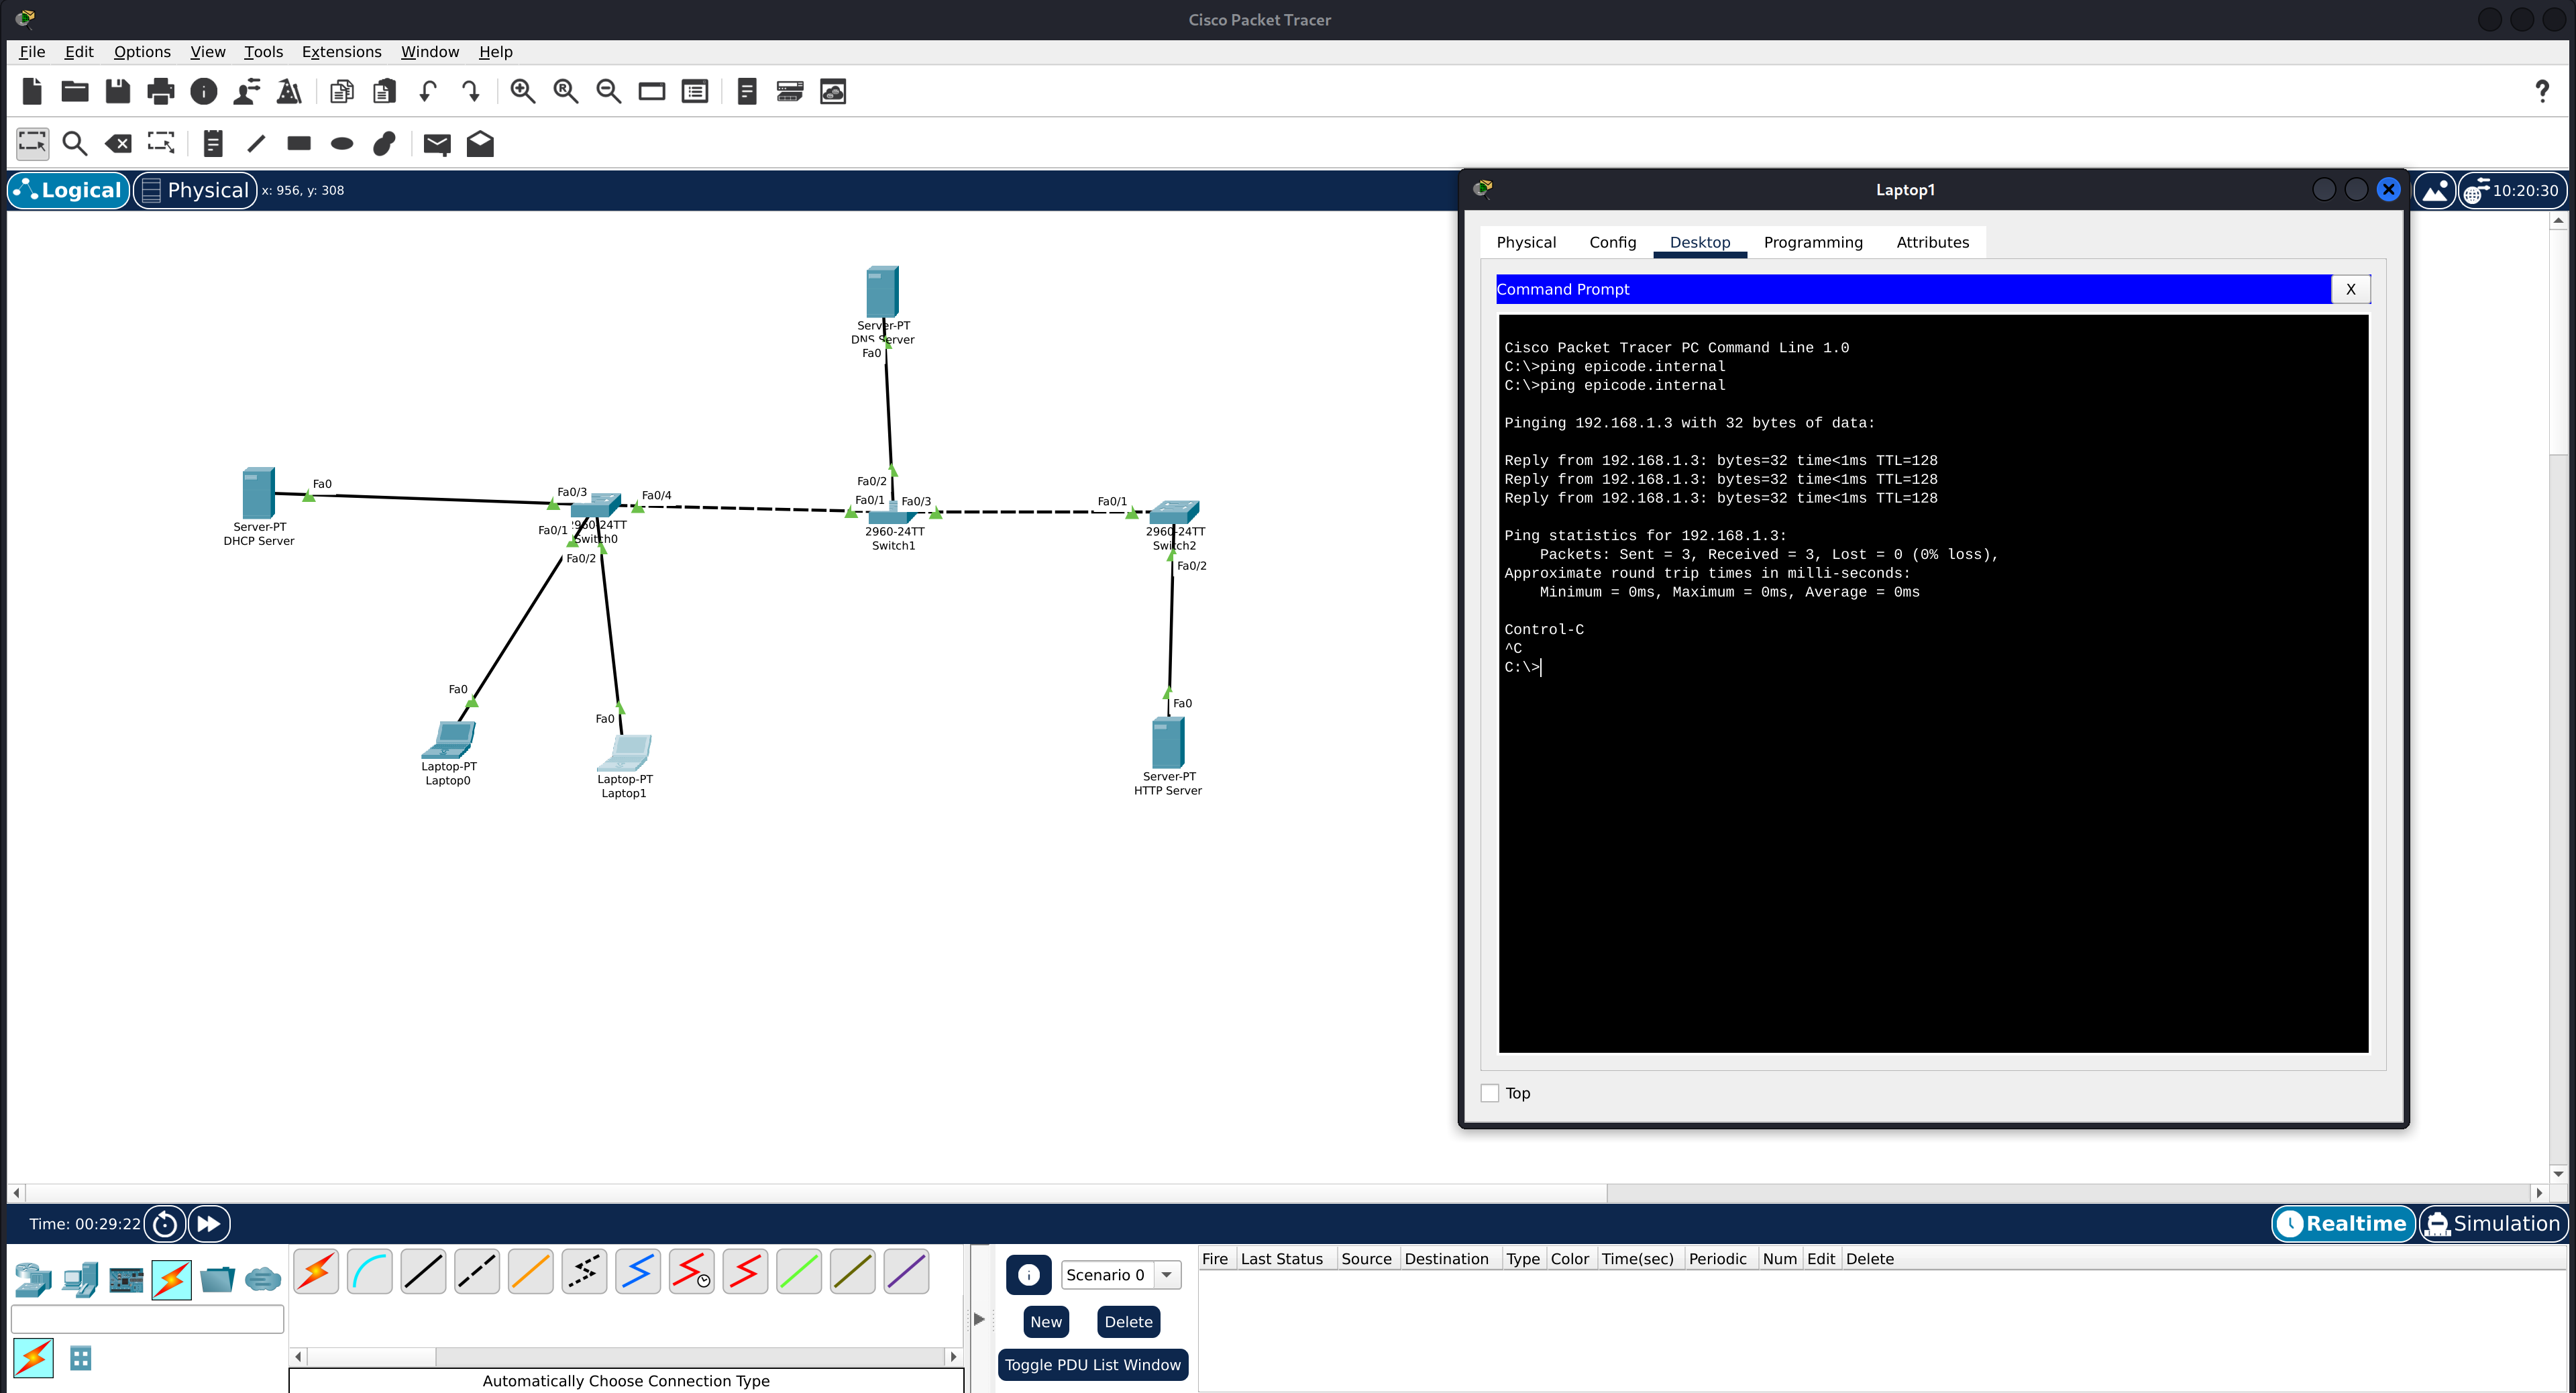 Cisco Packet Tracer
File Edit Options View Tools Extensions Window Help
?
Logical Physical x: 956, y: 308
10:20:30
Server-PT
DNS Server
Fa0
Fa0
Server-PT
DHCP Server
Fa0/3
Fa0/4
Fa0/1
Fa0/2
2960-24TT
Switch0
Fa0/2
Fa0/1 Fa0/3
2960-24TT
Switch1
Fa0/1
2960-24TT
Switch2
Fa0/2
Fa0
Laptop-PT
Laptop0
Fa0
Laptop-PT
Laptop1
Fa0
Server-PT
HTTP Server
Laptop1
Physical Config Desktop Programming Attributes
Command Prompt X
Cisco Packet Tracer PC Command Line 1.0
C:\>ping epicode.internal
C:\>ping epicode.internal
Pinging 192.168.1.3 with 32 bytes of data:
Reply from 192.168.1.3: bytes=32 time<1ms TTL=128
Reply from 192.168.1.3: bytes=32 time<1ms TTL=128
Reply from 192.168.1.3: bytes=32 time<1ms TTL=128
Ping statistics for 192.168.1.3:
Packets: Sent = 3, Received = 3, Lost = 0 (0% loss),
Approximate round trip times in milli-seconds:
Minimum = 0ms, Maximum = 0ms, Average = 0ms
Control-C
^C
C:\>
Top
Time: 00:29:22
Realtime Simulation
Automatically Choose Connection Type
Scenario 0
New Delete
Toggle PDU List Window
Fire Last Status Source Destination Type Color Time(sec) Periodic Num Edit Delete